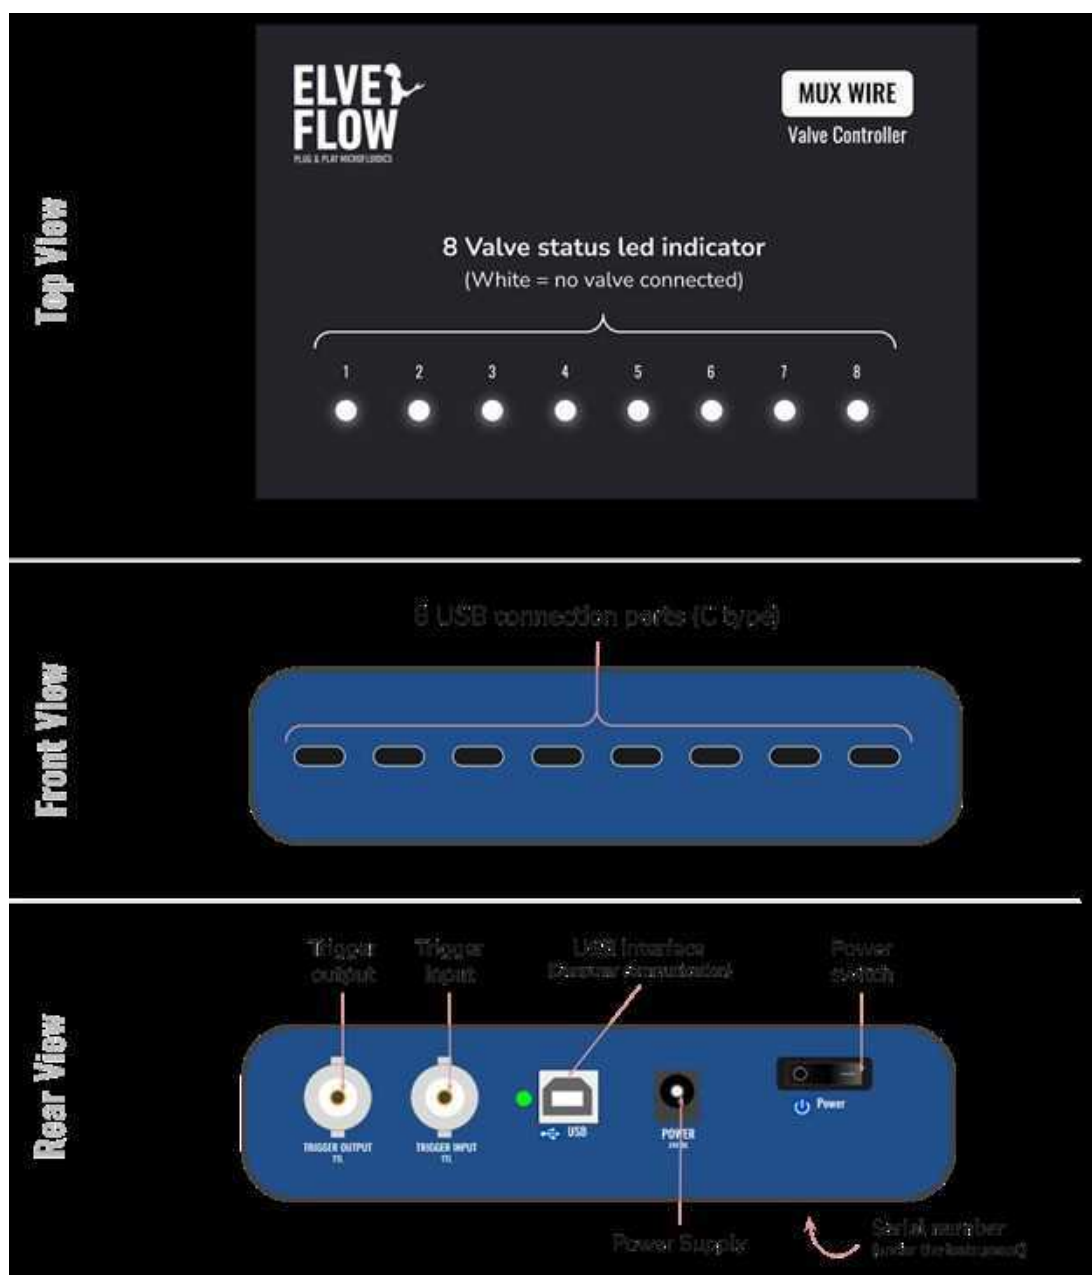 Top View
ELVE
FLOW
PLUG & PLAY MICROFLUIDICS
MUX WIRE
Valve Controller
8 Valve status led indicator
(White = no valve connected)
1 2 3 4 5 6 7 8
Front View
8 USB connection ports (C type)
Rear View
Trigger output
Trigger input
USB interface
Power switch
TRIGGER OUTPUT
TTL
TRIGGER INPUT
TTL
USB
POWER
Power
Power Supply
Serial number
(under the instrument)